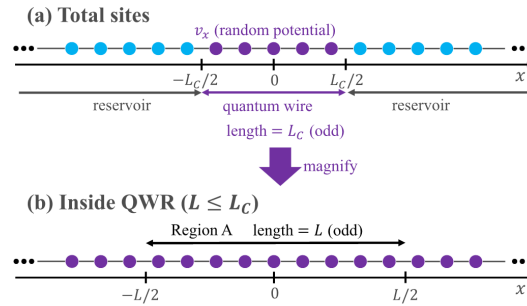 (a) Total sites
v_x (random potential)
••• •••
−L_C/2 0 L_C/2 x
reservoir quantum wire reservoir
length = L_C (odd)
magnify
(b) Inside QWR (L ≤ L_C)
Region A length = L (odd)
••• •••
−L/2 0 L/2 x